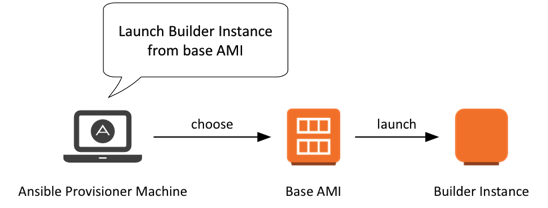 Launch Builder Instance
from base AMI
A
choose
launch
Ansible Provisioner Machine
Base AMI
Builder Instance